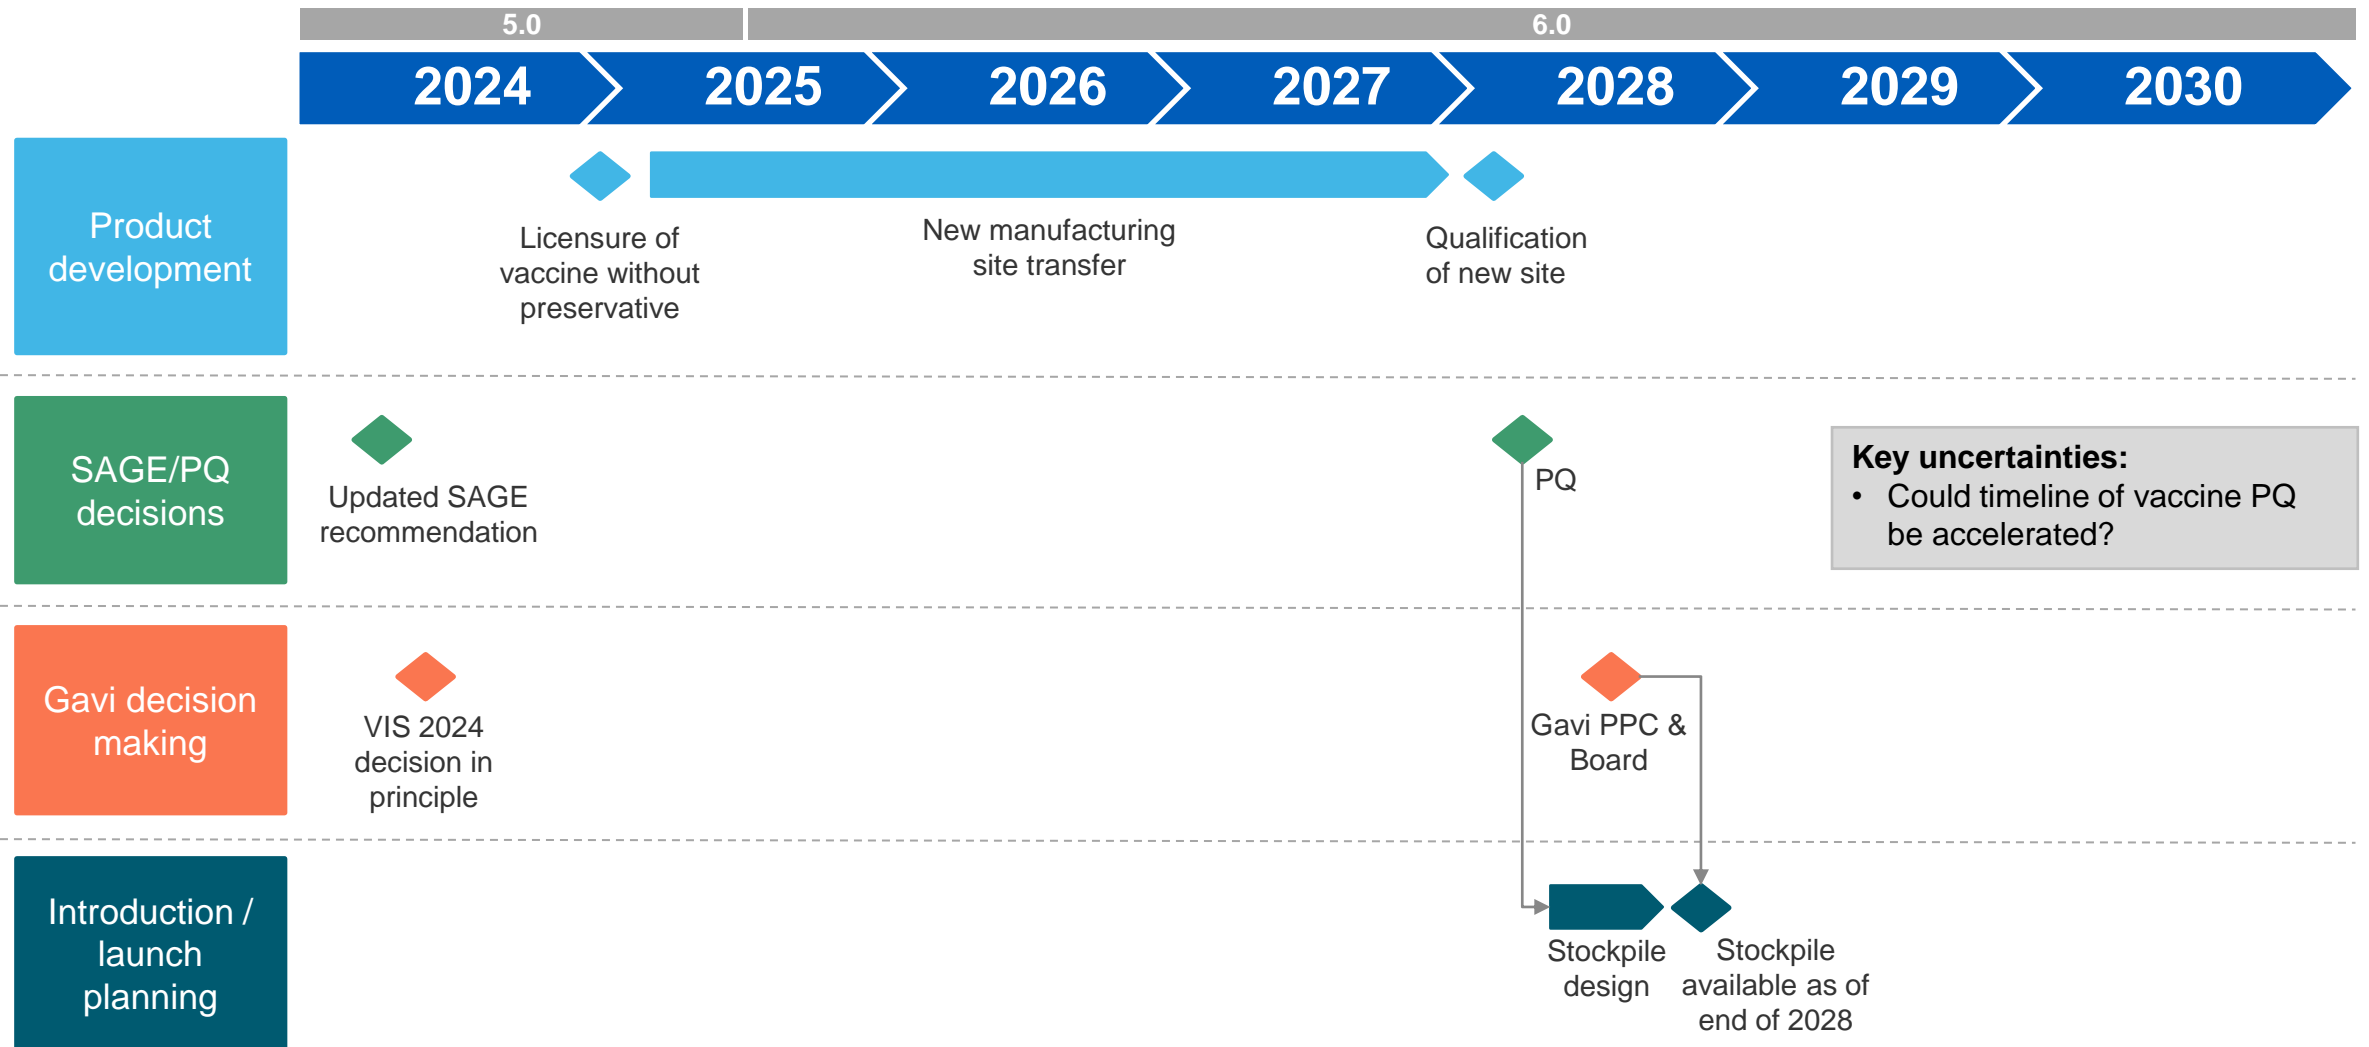 5.0
6.0
2024
2025
2026
2027
2028
2029
2030
Product
development
Licensure of
vaccine without
preservative
New manufacturing
site transfer
Qualification
of new site
SAGE/PQ
decisions
Updated SAGE
recommendation
PQ
Key uncertainties:
• Could timeline of vaccine PQ
be accelerated?
Gavi decision
making
VIS 2024
decision in
principle
Gavi PPC &
Board
Introduction /
launch
planning
Stockpile
design
Stockpile
available as of
end of 2028